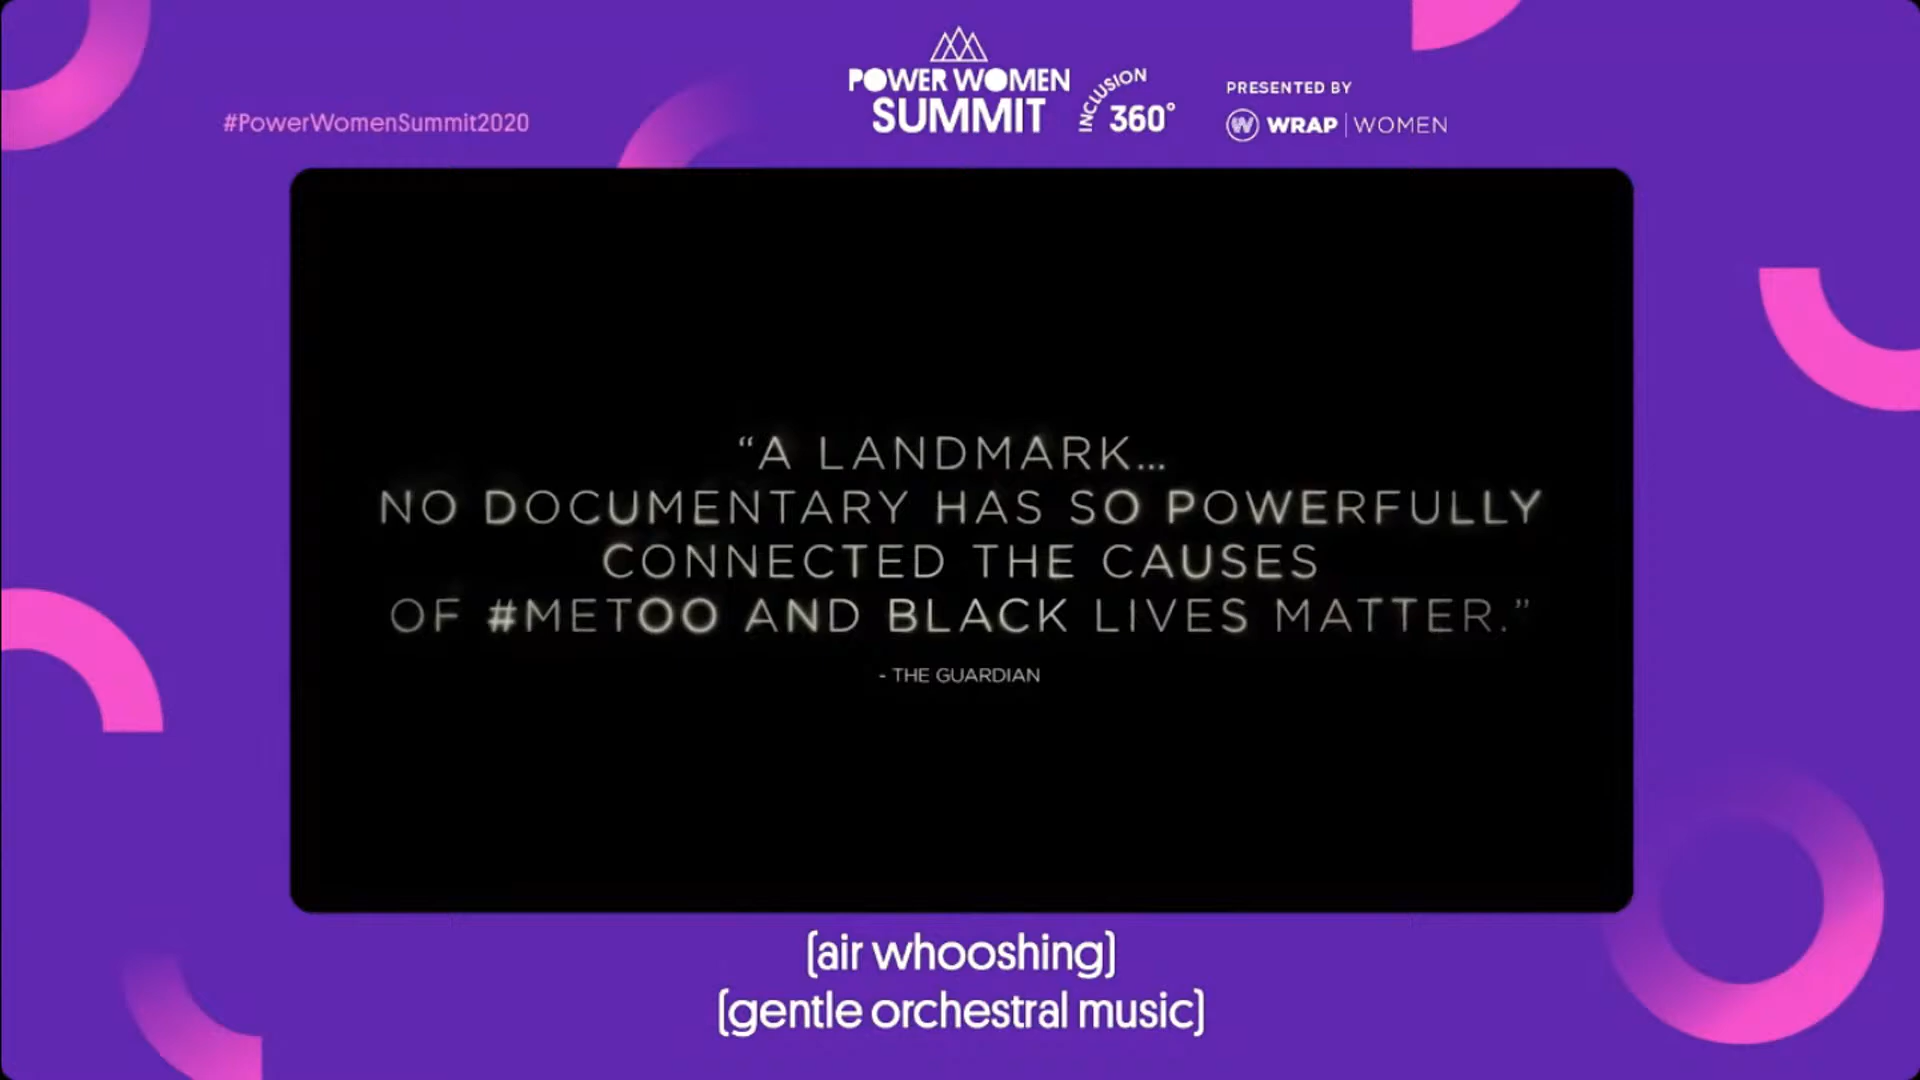 #PowerWomenSummit2020
POWER WOMEN
SUMMIT
INCLUSION
360°
PRESENTED BY
W WRAP | WOMEN
“A LANDMARK...
NO DOCUMENTARY HAS SO POWERFULLY
CONNECTED THE CAUSES
OF #METOO AND BLACK LIVES MATTER.”
- THE GUARDIAN
(air whooshing)
(gentle orchestral music)